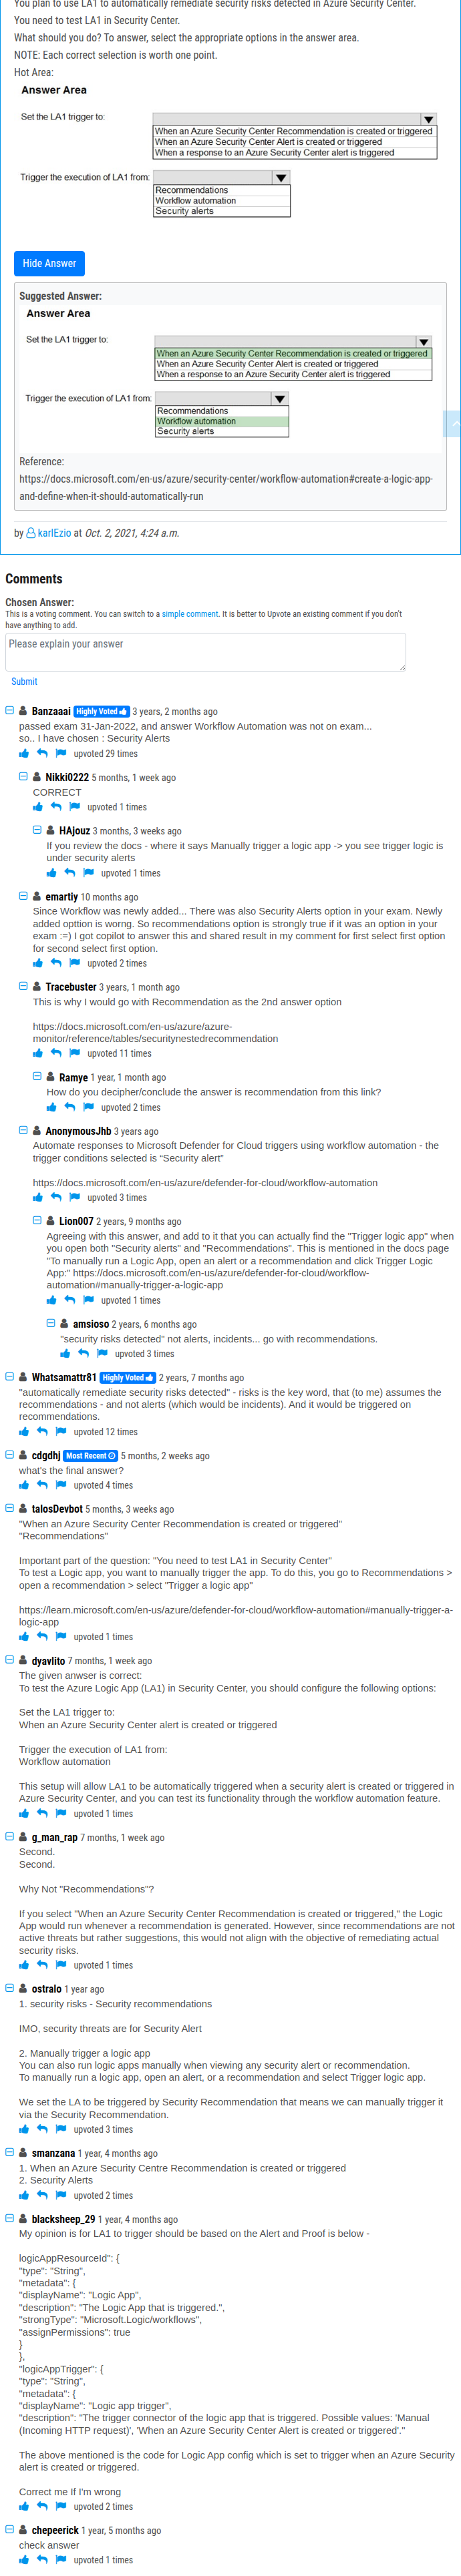 You plan to use LA1 to automatically remediate security risks detected in Azure Security Center.
You need to test LA1 in Security Center.
What should you do? To answer, select the appropriate options in the answer area.
NOTE: Each correct selection is worth one point.
Hot Area:
Answer Area
Set the LA1 trigger to:
When an Azure Security Center Recommendation is created or triggered
When an Azure Security Center Alert is created or triggered
When a response to an Azure Security Center alert is triggered
Trigger the execution of LA1 from:
Recommendations
Workflow automation
Security alerts
Hide Answer
Suggested Answer:
Answer Area
Set the LA1 trigger to:
When an Azure Security Center Recommendation is created or triggered
When an Azure Security Center Alert is created or triggered
When a response to an Azure Security Center alert is triggered
Trigger the execution of LA1 from:
Recommendations
Workflow automation
Security alerts
Reference:
https://docs.microsoft.com/en-us/azure/security-center/workflow-automation#create-a-logic-app-
and-define-when-it-should-automatically-run
by karlEzio at Oct. 2, 2021, 4:24 a.m.
Comments
Chosen Answer:
This is a voting comment. You can switch to a simple comment. It is better to Upvote an existing comment if you don't
have anything to add.
Please explain your answer
Submit
Banzaaai Highly Voted 3 years, 2 months ago
passed exam 31-Jan-2022, and answer Workflow Automation was not on exam...
so.. I have chosen : Security Alerts
upvoted 29 times
Nikki0222 5 months, 1 week ago
CORRECT
upvoted 1 times
HAjouz 3 months, 3 weeks ago
If you review the docs - where it says Manually trigger a logic app -> you see trigger logic is
under security alerts
upvoted 1 times
emartiy 10 months ago
Since Workflow was newly added... There was also Security Alerts option in your exam. Newly
added opttion is worng. So recommendations option is strongly true if it was an option in your
exam :=) I got copilot to answer this and shared result in my comment for first select first option
for second select first option.
upvoted 2 times
Tracebuster 3 years, 1 month ago
This is why I would go with Recommendation as the 2nd answer option
https://docs.microsoft.com/en-us/azure/azure-
monitor/reference/tables/securitynestedrecommendation
upvoted 11 times
Ramye 1 year, 1 month ago
How do you decipher/conclude the answer is recommendation from this link?
upvoted 2 times
AnonymousJhb 3 years ago
Automate responses to Microsoft Defender for Cloud triggers using workflow automation - the
trigger conditions selected is "Security alert"
https://docs.microsoft.com/en-us/azure/defender-for-cloud/workflow-automation
upvoted 3 times
Lion007 2 years, 9 months ago
Agreeing with this answer, and add to it that you can actually find the "Trigger logic app" when
you open both "Security alerts" and "Recommendations". This is mentioned in the docs page
"To manually run a Logic App, open an alert or a recommendation and click Trigger Logic
App:" https://docs.microsoft.com/en-us/azure/defender-for-cloud/workflow-
automation#manually-trigger-a-logic-app
upvoted 1 times
amsioso 2 years, 6 months ago
"security risks detected" not alerts, incidents... go with recommendations.
upvoted 3 times
Whatsamattr81 Highly Voted 2 years, 7 months ago
"automatically remediate security risks detected" - risks is the key word, that (to me) assumes the
recommendations - and not alerts (which would be incidents). And it would be triggered on
recommendations.
upvoted 12 times
cdgdhj Most Recent 5 months, 2 weeks ago
what's the final answer?
upvoted 4 times
talosDevbot 5 months, 3 weeks ago
"When an Azure Security Center Recommendation is created or triggered"
"Recommendations"
Important part of the question: "You need to test LA1 in Security Center"
To test a Logic app, you want to manually trigger the app. To do this, you go to Recommendations >
open a recommendation > select "Trigger a logic app"
https://learn.microsoft.com/en-us/azure/defender-for-cloud/workflow-automation#manually-trigger-a-
logic-app
upvoted 1 times
dyavlito 7 months, 1 week ago
The given anwser is correct:
To test the Azure Logic App (LA1) in Security Center, you should configure the following options:
Set the LA1 trigger to:
When an Azure Security Center alert is created or triggered
Trigger the execution of LA1 from:
Workflow automation
This setup will allow LA1 to be automatically triggered when a security alert is created or triggered in
Azure Security Center, and you can test its functionality through the workflow automation feature.
upvoted 1 times
g_man_rap 7 months, 1 week ago
Second.
Second.
Why Not "Recommendations"?
If you select "When an Azure Security Center Recommendation is created or triggered," the Logic
App would run whenever a recommendation is generated. However, since recommendations are not
active threats but rather suggestions, this would not align with the objective of remediating actual
security risks.
upvoted 1 times
ostralo 1 year ago
1. security risks - Security recommendations
IMO, security threats are for Security Alert
2. Manually trigger a logic app
You can also run logic apps manually when viewing any security alert or recommendation.
To manually run a logic app, open an alert, or a recommendation and select Trigger logic app.
We set the LA to be triggered by Security Recommendation that means we can manually trigger it
via the Security Recommendation.
upvoted 3 times
smanzana 1 year, 4 months ago
1. When an Azure Security Centre Recommendation is created or triggered
2. Security Alerts
upvoted 2 times
blacksheep_29 1 year, 4 months ago
My opinion is for LA1 to trigger should be based on the Alert and Proof is below -
logicAppResourceId": {
"type": "String",
"metadata": {
"displayName": "Logic App",
"description": "The Logic App that is triggered.",
"strongType": "Microsoft.Logic/workflows",
"assignPermissions": true
}
},
"logicAppTrigger": {
"type": "String",
"metadata": {
"displayName": "Logic app trigger",
"description": "The trigger connector of the logic app that is triggered. Possible values: 'Manual
(Incoming HTTP request)', 'When an Azure Security Center Alert is created or triggered'."
The above mentioned is the code for Logic App config which is set to trigger when an Azure Security
alert is created or triggered.
Correct me If I'm wrong
upvoted 2 times
chepeerick 1 year, 5 months ago
check answer
upvoted 1 times